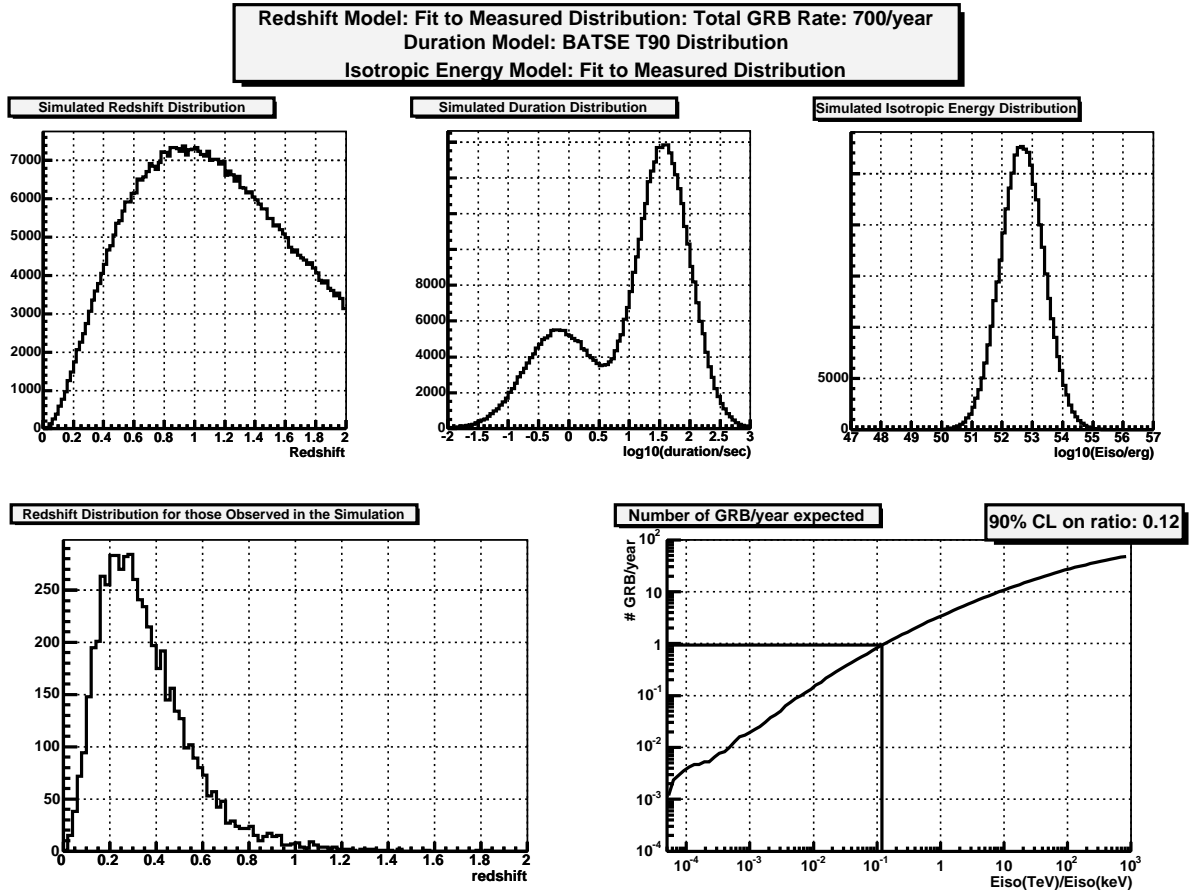 Redshift Model: Fit to Measured Distribution: Total GRB Rate: 700/year
Duration Model: BATSE T90 Distribution
Isotropic Energy Model: Fit to Measured Distribution
Simulated Redshift Distribution
7000
6000
5000
4000
3000
2000
1000
0
0 0.2 0.4 0.6 0.8 1 1.2 1.4 1.6 1.8 2
Redshift
Simulated Duration Distribution
8000
6000
4000
2000
0
-2 -1.5 -1 -0.5 0 0.5 1 1.5 2 2.5 3
log10(duration/sec)
Simulated Isotropic Energy Distribution
5000
0
47 48 49 50 51 52 53 54 55 56 57
log10(Eiso/erg)
Redshift Distribution for those Observed in the Simulation
250
200
150
100
50
0
0 0.2 0.4 0.6 0.8 1 1.2 1.4 1.6 1.8 2
redshift
Number of GRB/year expected
90% CL on ratio: 0.12
# GRB/year
10^2
10
1
10^-1
10^-2
10^-3
10^-4
10^-4 10^-3 10^-2 10^-1 1 10 10^2 10^3
Eiso(TeV)/Eiso(keV)